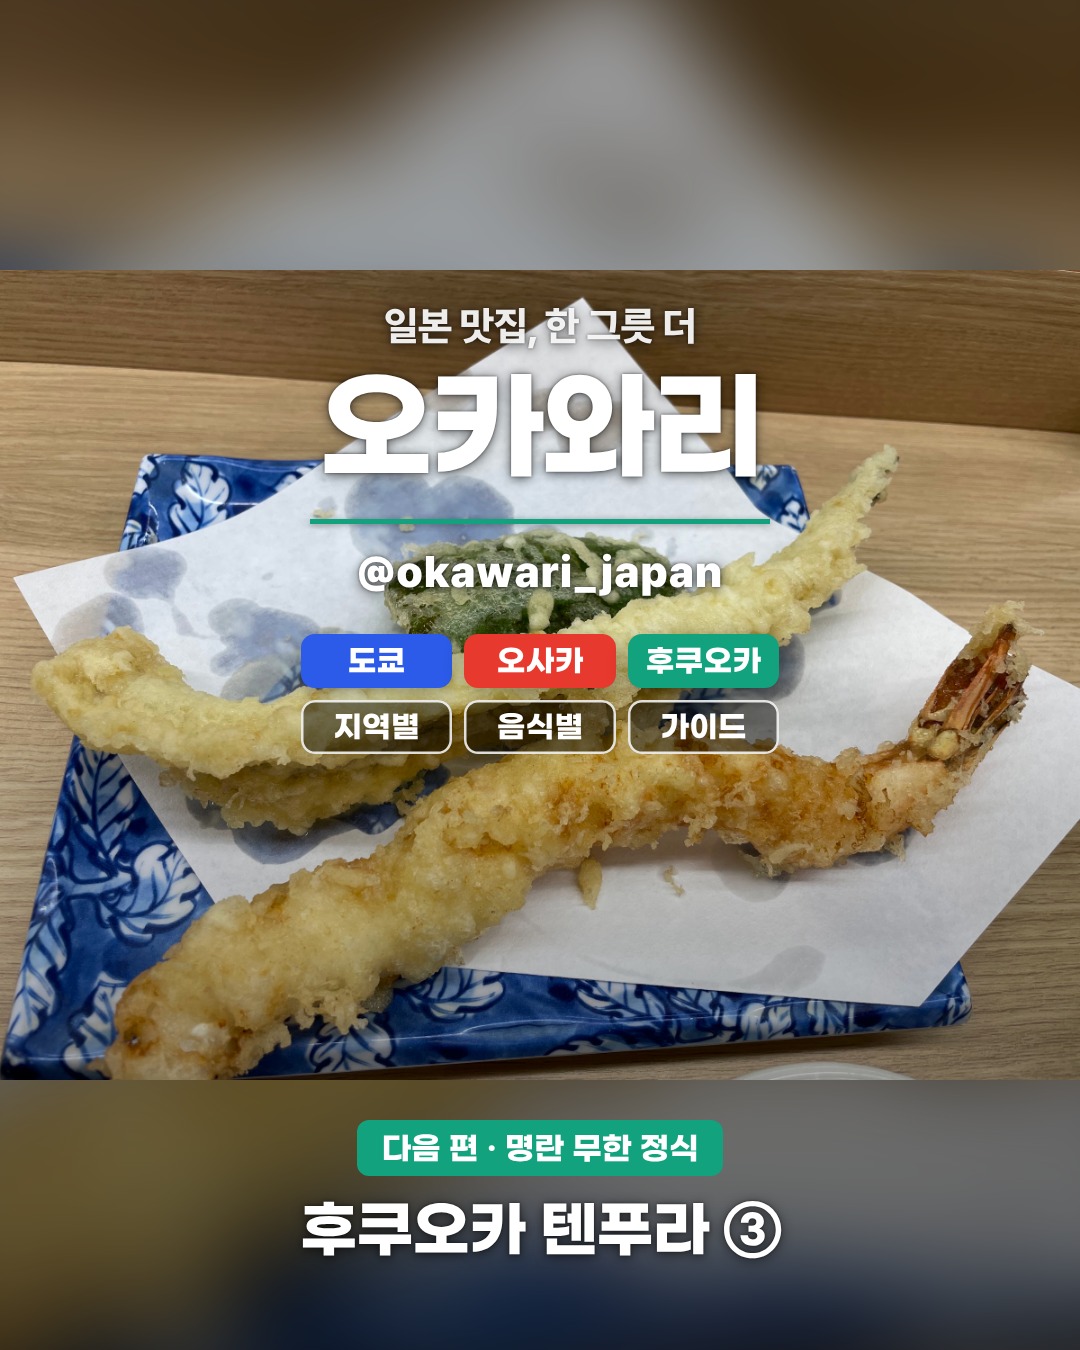 일본 맛집, 한 그릇 더
오카와리
@okawari_japan
도쿄 오사카 후쿠오카
지역별 음식별 가이드
다음 편 · 명란 무한 정식
후쿠오카 텐푸라 ③